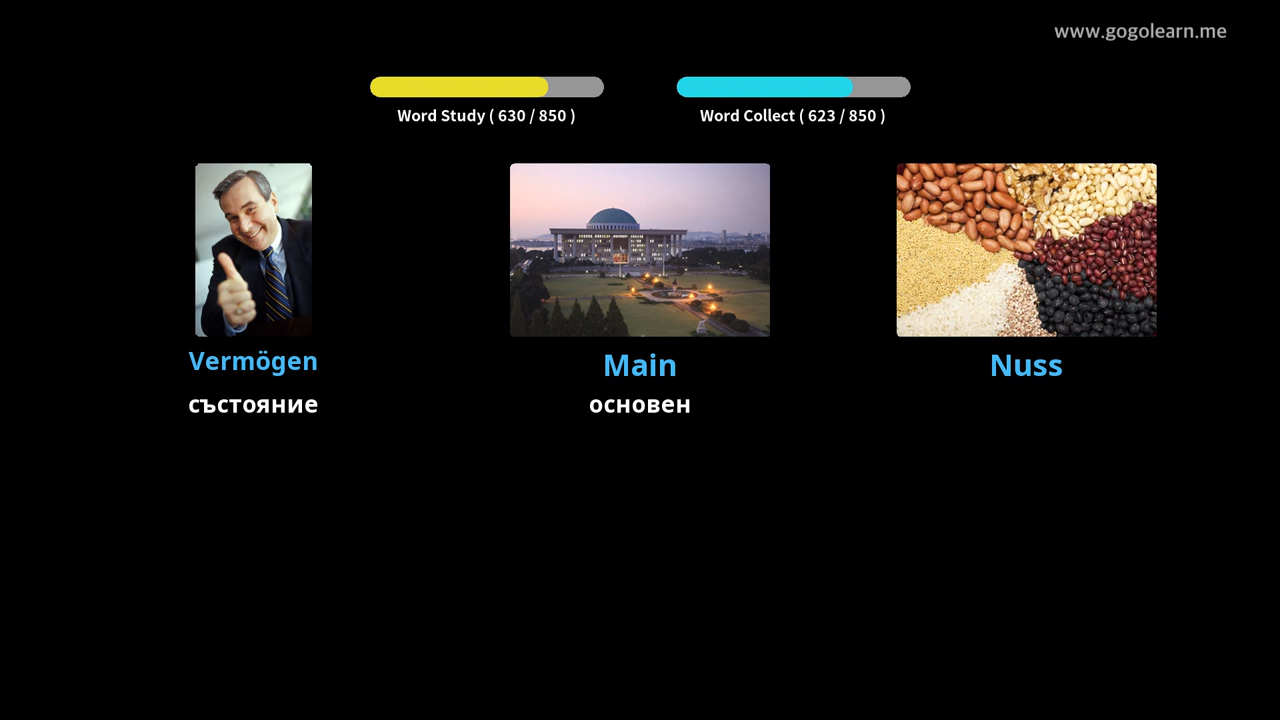 www.gogolearn.me
Word Study ( 630 / 850 )
Word Collect ( 623 / 850 )
Vermögen
Main
Nuss
състояние
основен